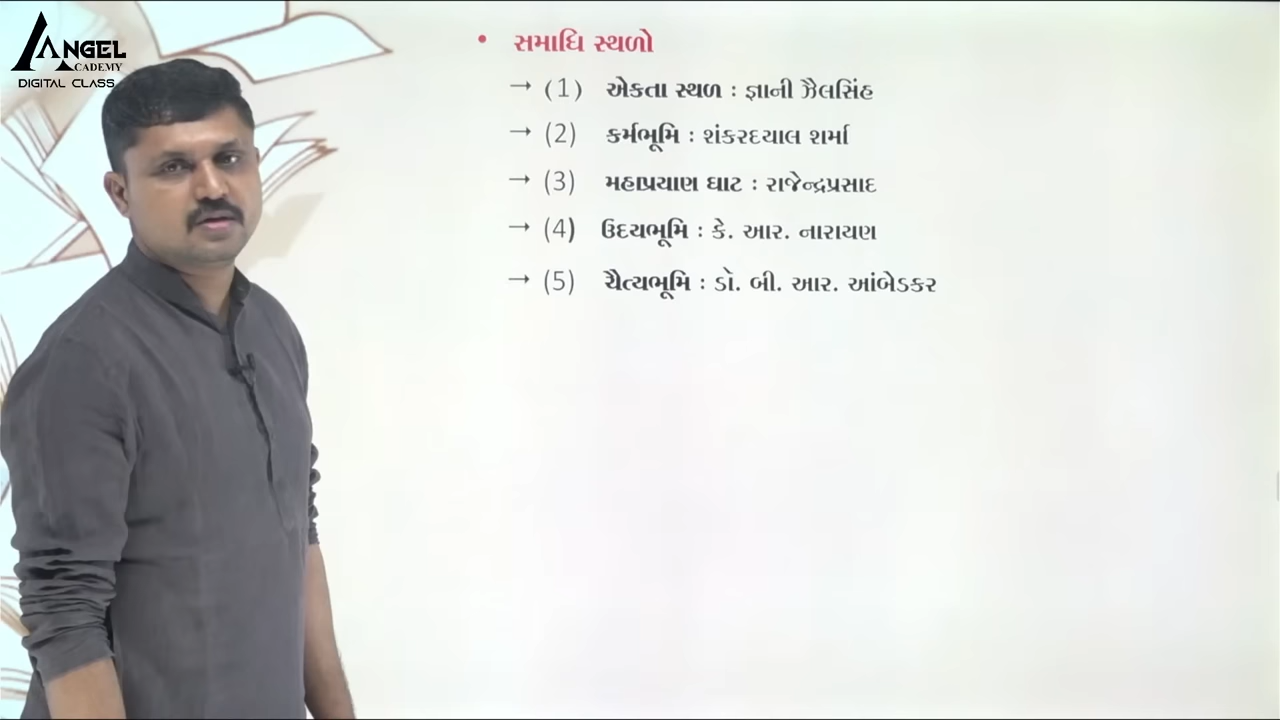 ANGEL
ACADEMY
DIGITAL CLASS
• સમાધિ સ્થળો
→ (1) એકતા સ્થળ : જ્ઞાની ઝૈલસિંહ
→ (2) કર્મભૂમિ : શંકરદયાલ શર્મા
→ (3) મહાપ્રયાણ ઘાટ : રાજેન્દ્રપ્રસાદ
→ (4) ઉદયભૂમિ : કે. આર. નારાયણ
→ (5) ચૈત્યભૂમિ : ડૉ. બી. આર. આંબેડકર